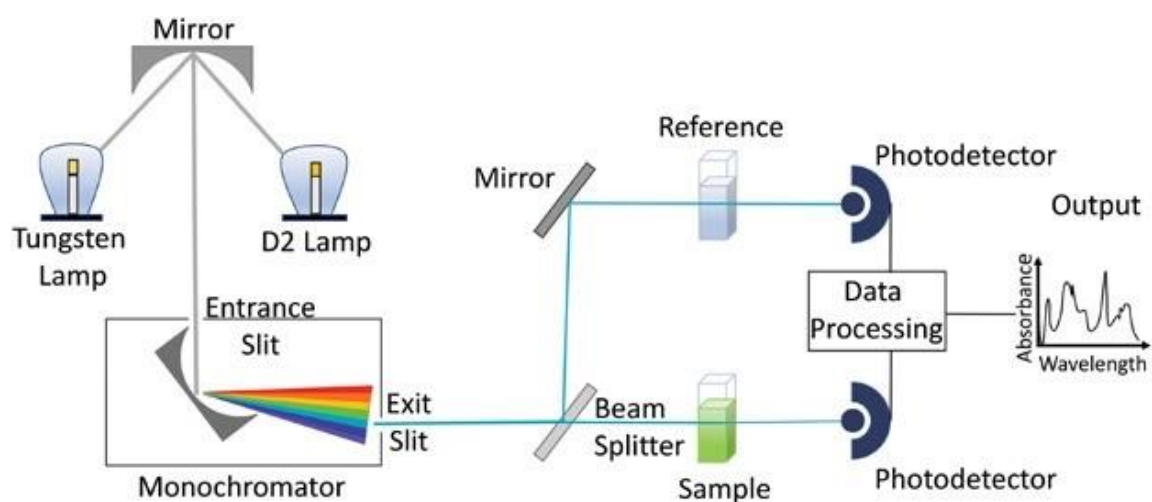 Mirror
Tungsten
Lamp
D2 Lamp
Entrance
Slit
Exit
Slit
Monochromator
Mirror
Reference
Beam
Splitter
Sample
Photodetector
Data
Processing
Photodetector
Output
Absorbance
Wavelength